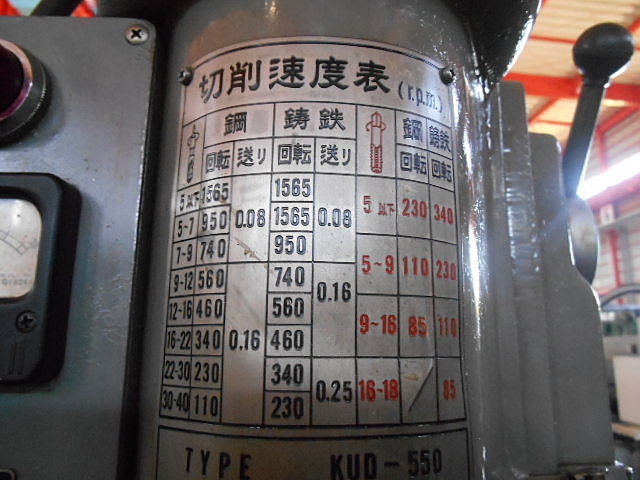 切削速度表 (r.p.m.)
鋼 鋳鉄 鋼 鋳鉄
回転 送リ 回転 送リ 回転 回転
5以下 1565 0.08 1565 0.08 5以下 230 340
5~7 950 1565
7~9 740 950 5~9 110 230
9-12 560 0.16 740 0.16
12-16 460 560 9~16 85 110
16-22 340 460
22-30 230 340 0.25 16-18 85
30-40 110 230
TYPE KUD-550